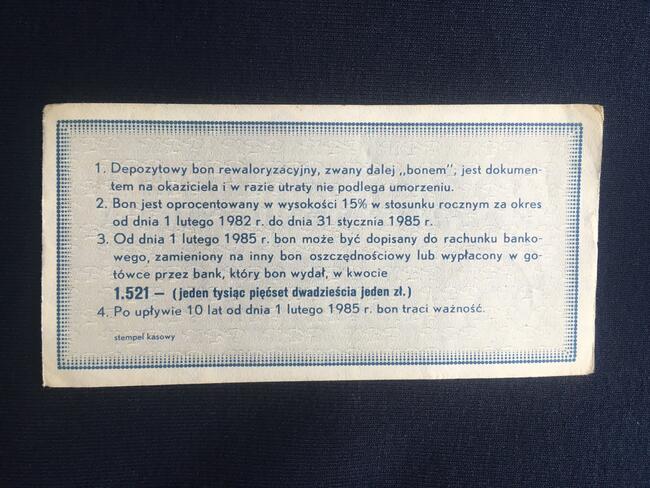 1. Depozytowy bon rewaloryzacyjny, zwany dalej „bonem”, jest dokumen-
tem na okaziciela i w razie utraty nie podlega umorzeniu.
2. Bon jest oprocentowany w wysokości 15% w stosunku rocznym za okres
od dnia 1 lutego 1982 r. do dnia 31 stycznia 1985 r.
3. Od dnia 1 lutego 1985 r. bon może być dopisany do rachunku banko-
wego, zamieniony na inny bon oszczędnościowy lub wypłacony w go-
tówce przez bank, który bon wydał, w kwocie
1.521 — (jeden tysiąc pięćset dwadzieścia jeden zł.)
4. Po upływie 10 lat od dnia 1 lutego 1985 r. bon traci ważność.
stempel kasowy